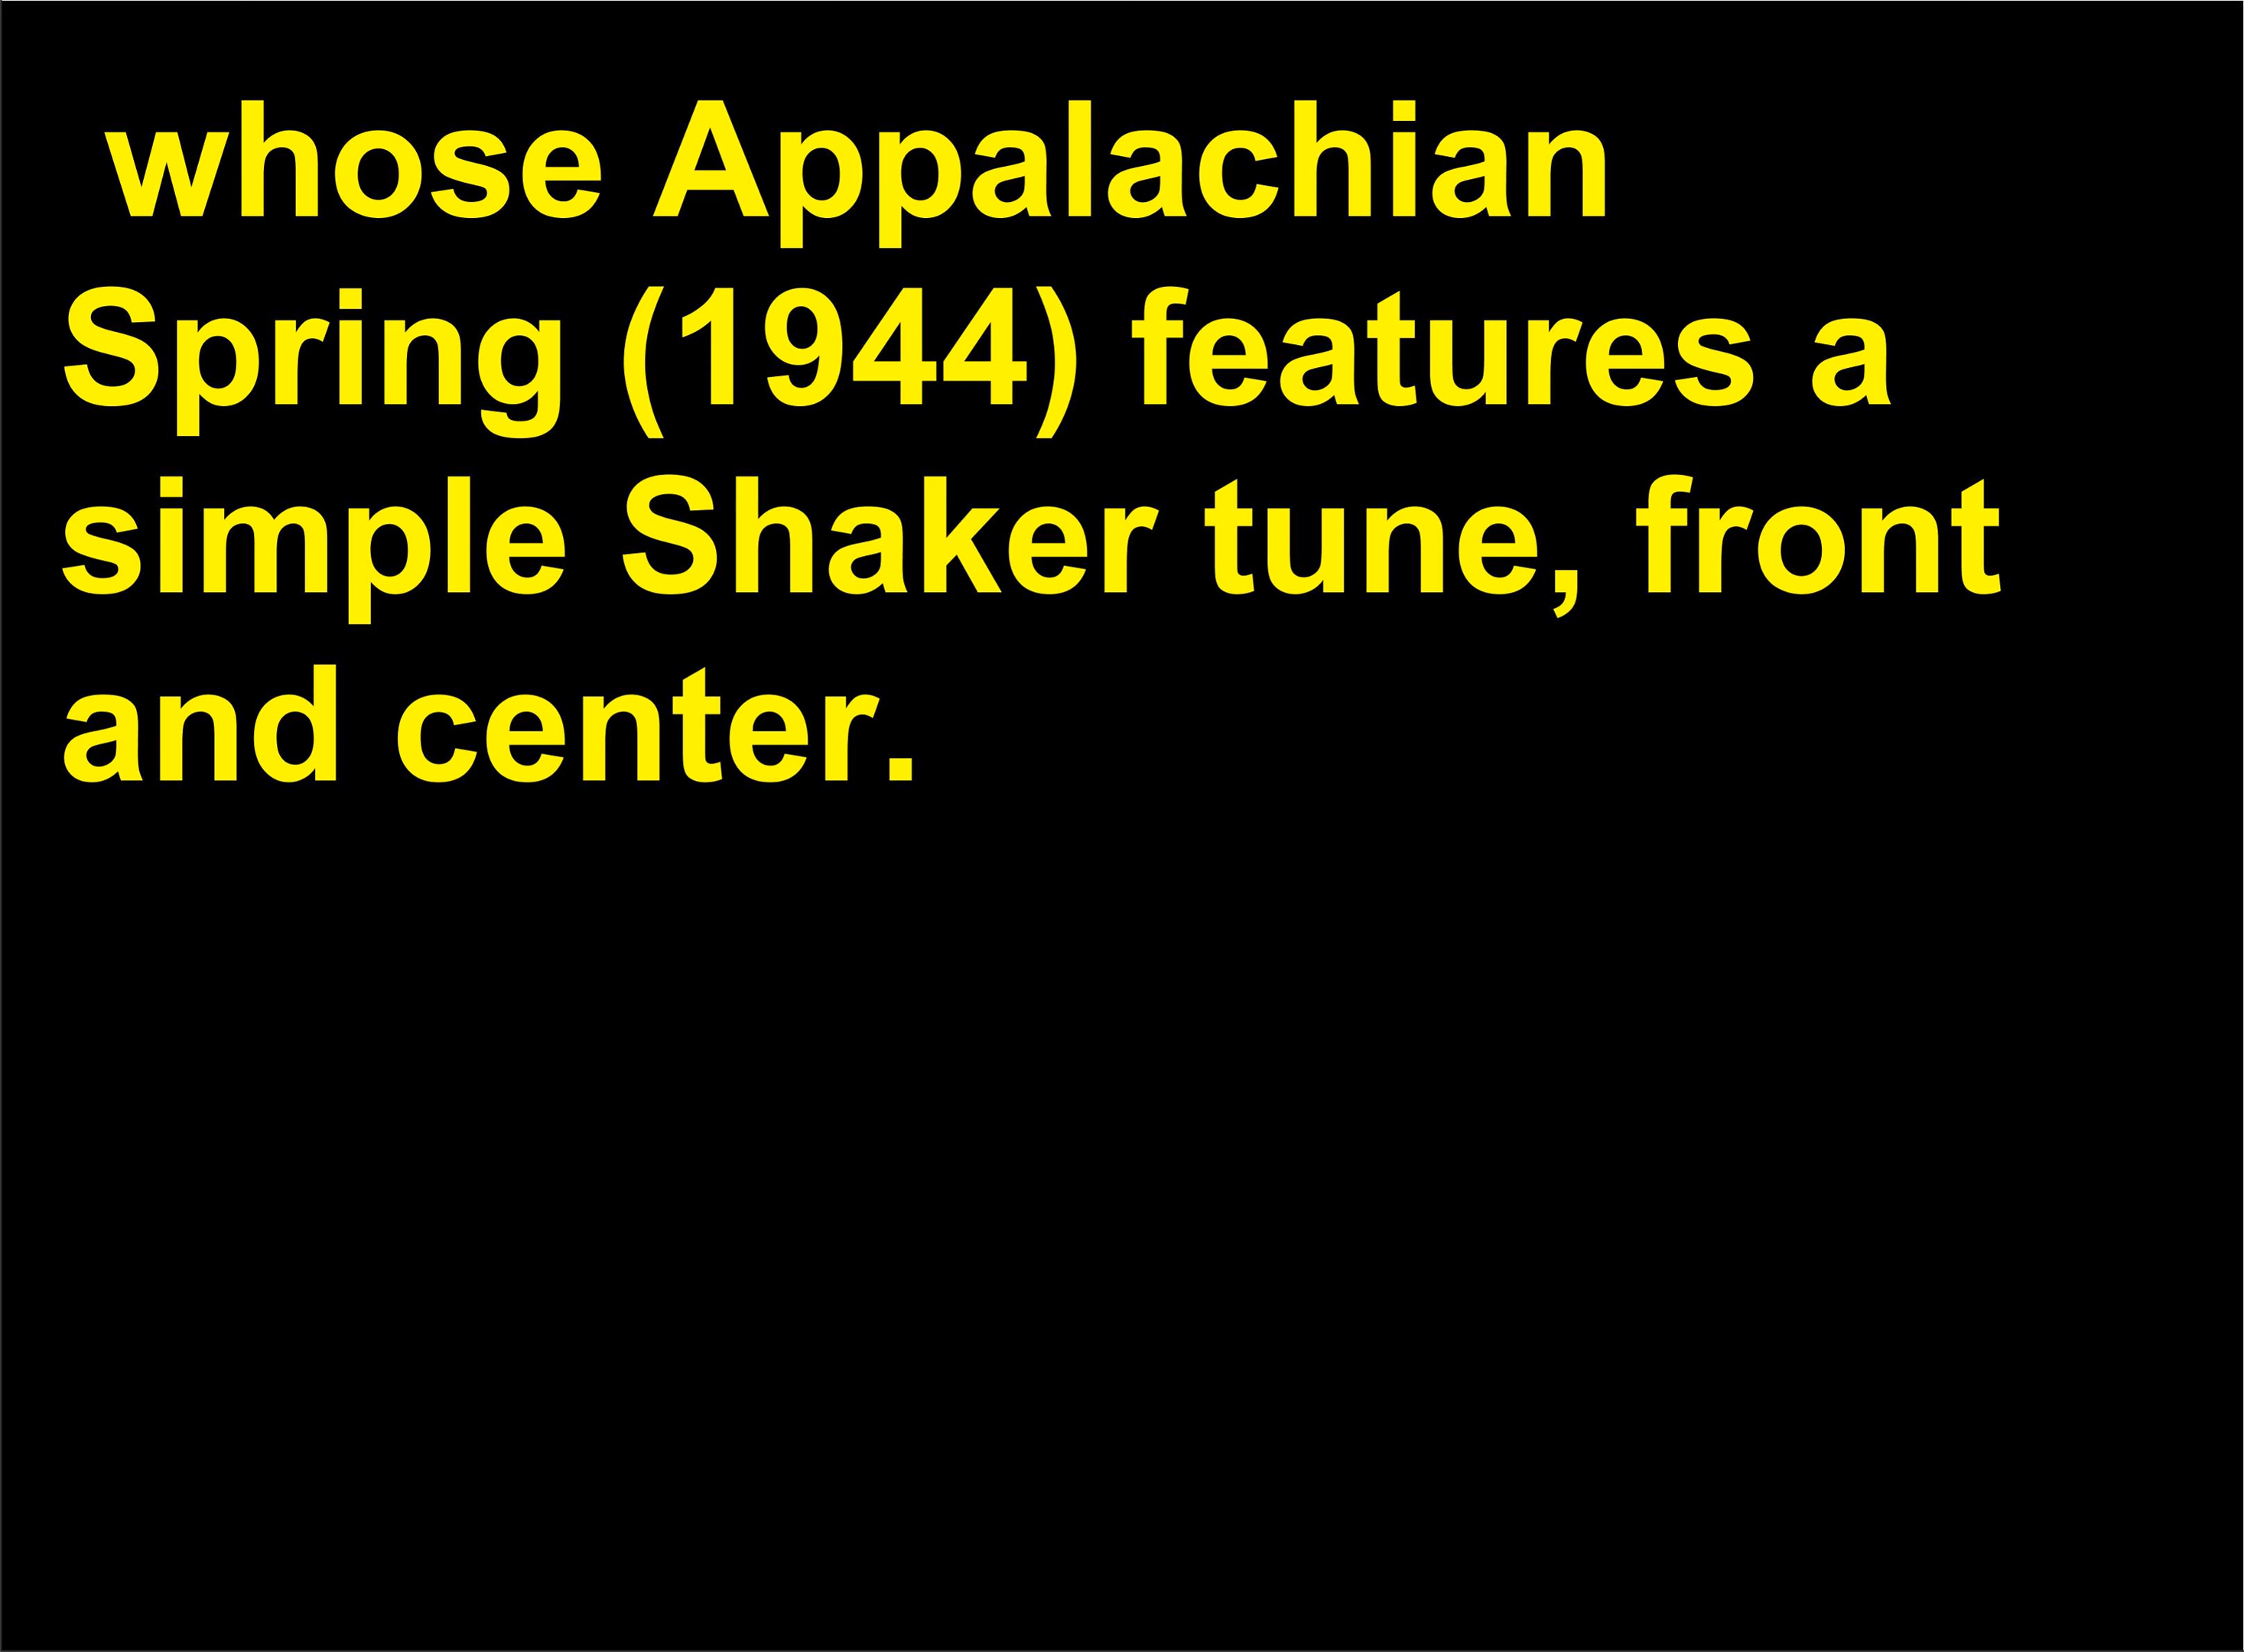 whose Appalachian
Spring (1944) features a
simple Shaker tune, front
and center.